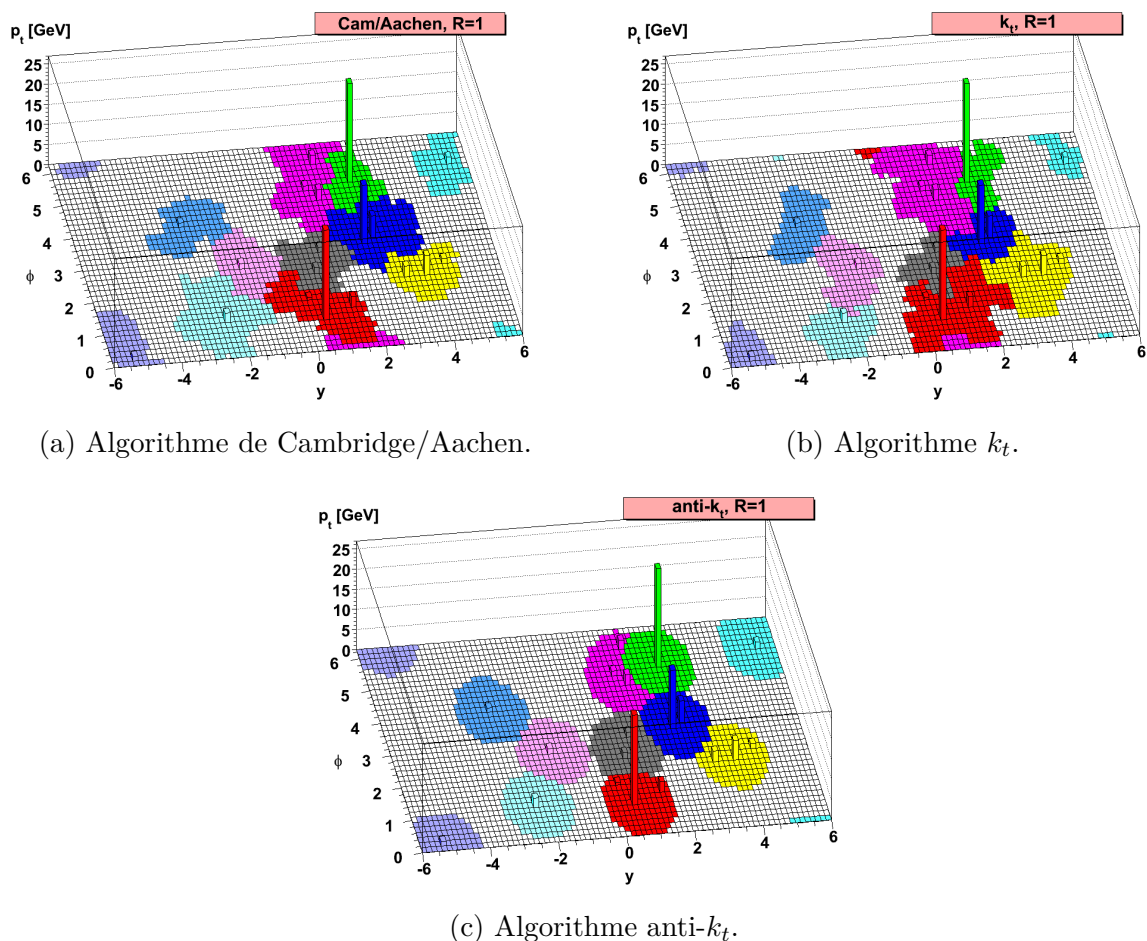 Cam/Aachen, R=1
p_t [GeV]
25
20
15
10
5
0
6
5
4
3
2
1
0
ϕ
-6 -4 -2 0 2 4 6
y
(a) Algorithme de Cambridge/Aachen.
k_t, R=1
p_t [GeV]
25
20
15
10
5
0
6
5
4
3
2
1
0
ϕ
-6 -4 -2 0 2 4 6
y
(b) Algorithme k_t.
anti-k_t, R=1
p_t [GeV]
25
20
15
10
5
0
6
5
4
3
2
1
0
ϕ
-6 -4 -2 0 2 4 6
y
(c) Algorithme anti-k_t.